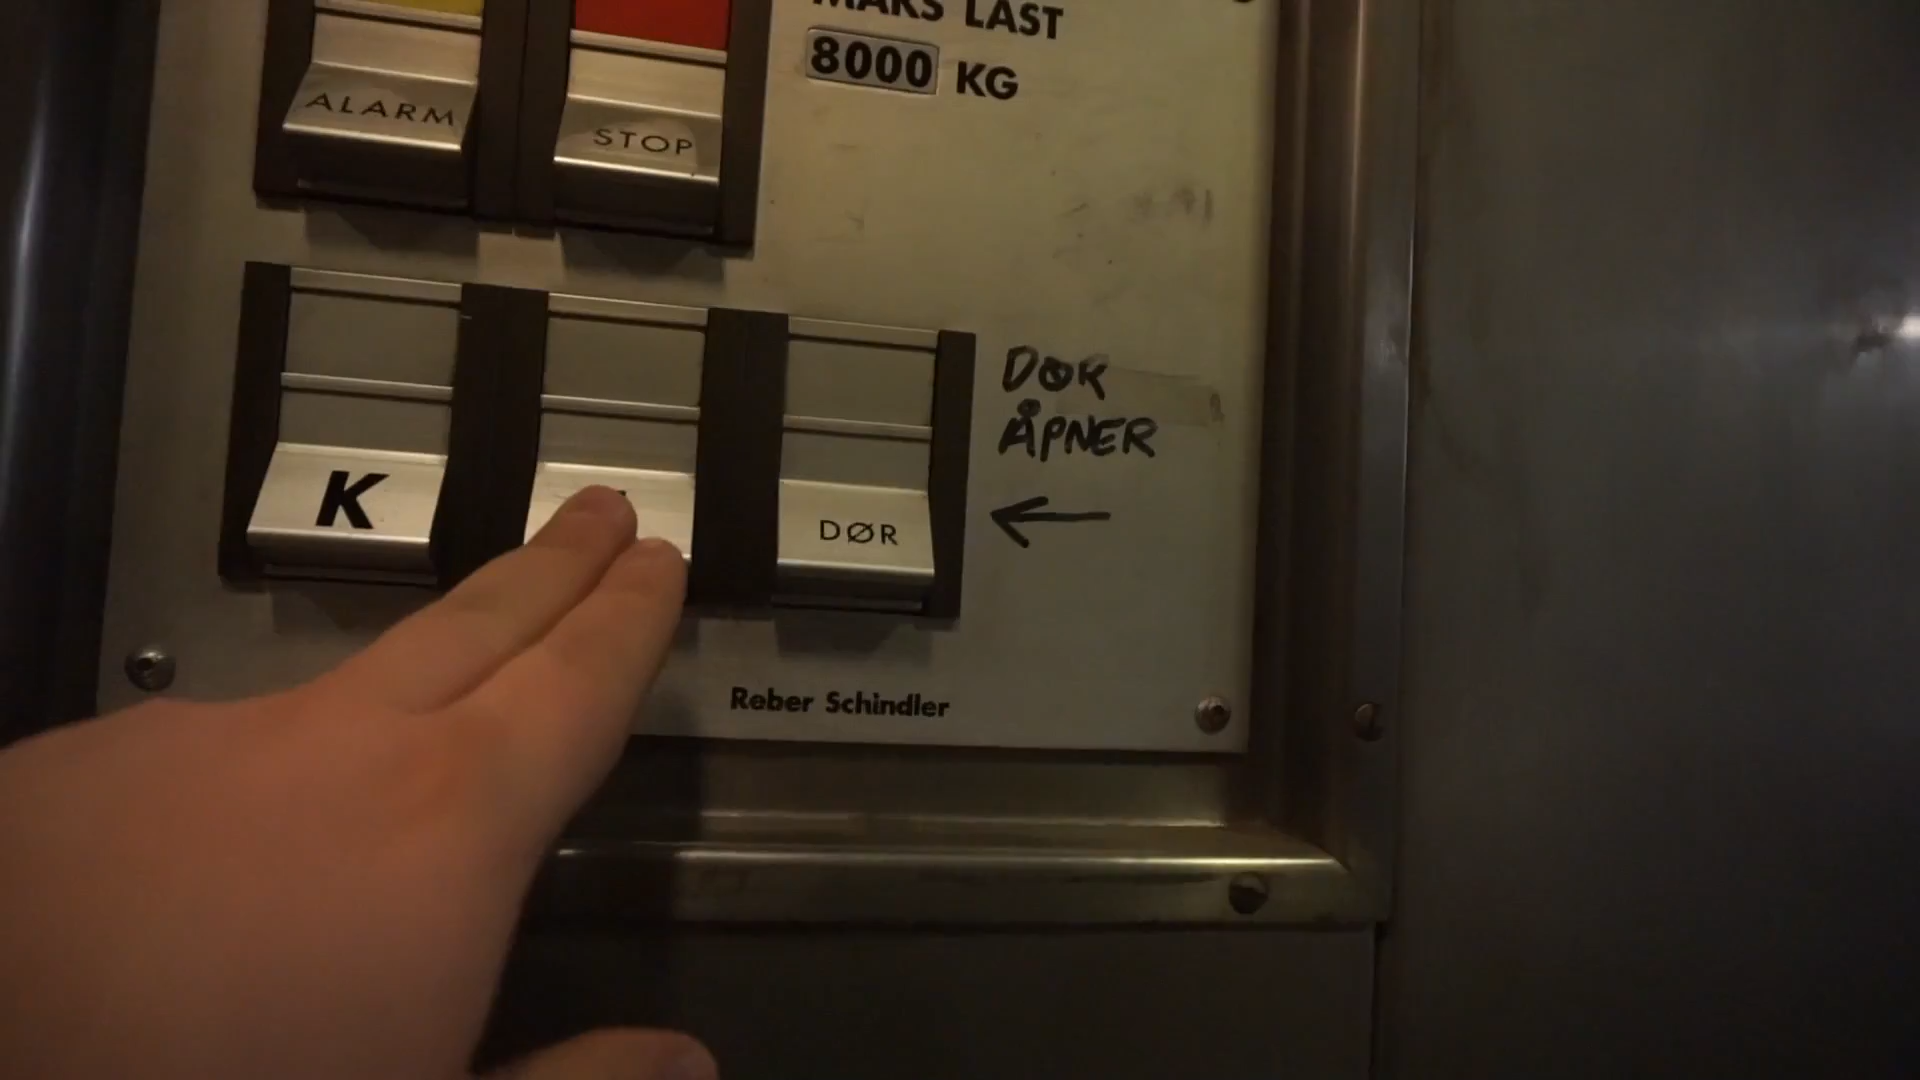 MAKS LAST
8000 KG
ALARM
STOP
DØR
ÅPNER
K
DØR
Reber Schindler